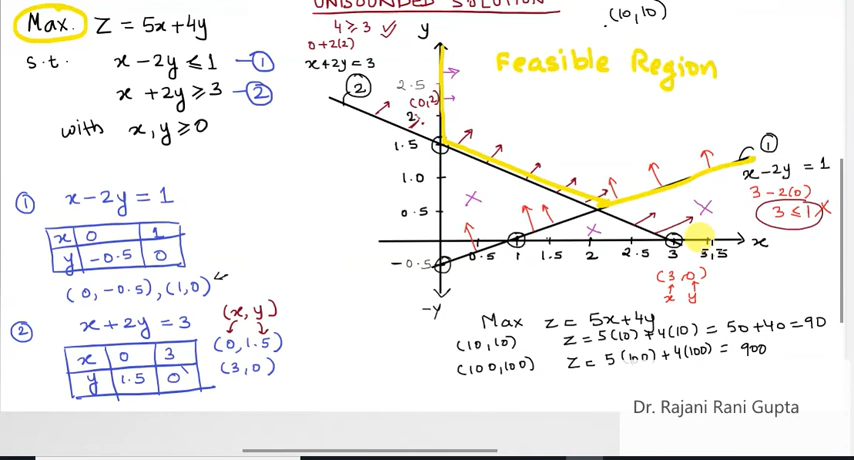 UNBOUNDED SOLUTION
Max. Z = 5x+4y
s.t. x-2y ≤ 1 —①
x +2y ≥ 3 —②
with x, y ≥ 0
① x-2y = 1
x 0 1
y -0.5 0
(0, -0.5), (1,0)
② x+2y = 3
x 0 3
y 1.5 0
(x, y)
(0, 1.5)
(3, 0)
4 ≥ 3 ✓
0+2(2)
x+2y = 3
②
y
.(10,10)
Feasible Region
2.5
(0,2)
2
1.5
1.0
0.5
-0.5
0.5 1 1.5 2 2.5 3 3.5 x
-y
①
x-2y = 1
3-2(0)
3 ≤ 1 X
(3,0)
x y
Max Z = 5x+4y
(10,10) Z = 5(10)+4(10) = 50+40=90
(100,100) Z = 5(100)+4(100) = 900
Dr. Rajani Rani Gupta